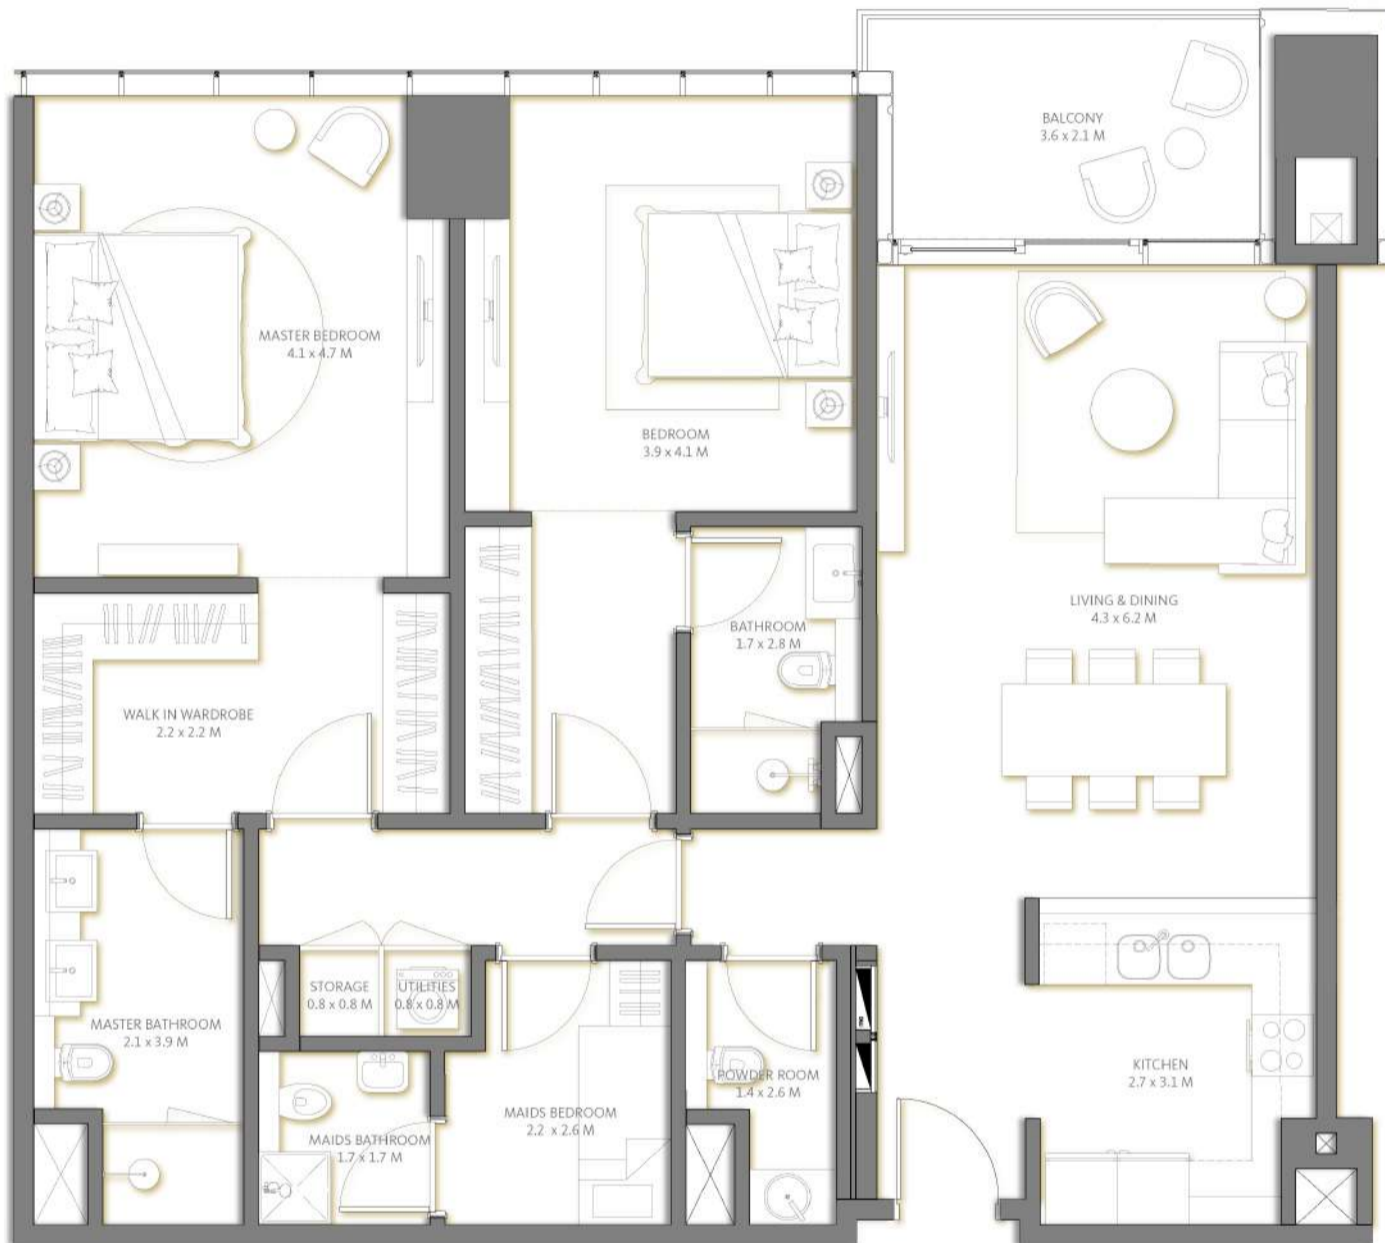 BALCONY
3.6 x 2.1 M
MASTER BEDROOM
4.1 x 4.7 M
BEDROOM
3.9 x 4.1 M
LIVING & DINING
4.3 x 6.2 M
BATHROOM
1.7 x 2.8 M
WALK IN WARDROBE
2.2 x 2.2 M
STORAGE
0.8 x 0.8 M
UTILITIES
0.8 x 0.8 M
MASTER BATHROOM
2.1 x 3.9 M
KITCHEN
2.7 x 3.1 M
POWDER ROOM
1.4 x 2.6 M
MAIDS BEDROOM
2.2 x 2.6 M
MAIDS BATHROOM
1.7 x 1.7 M